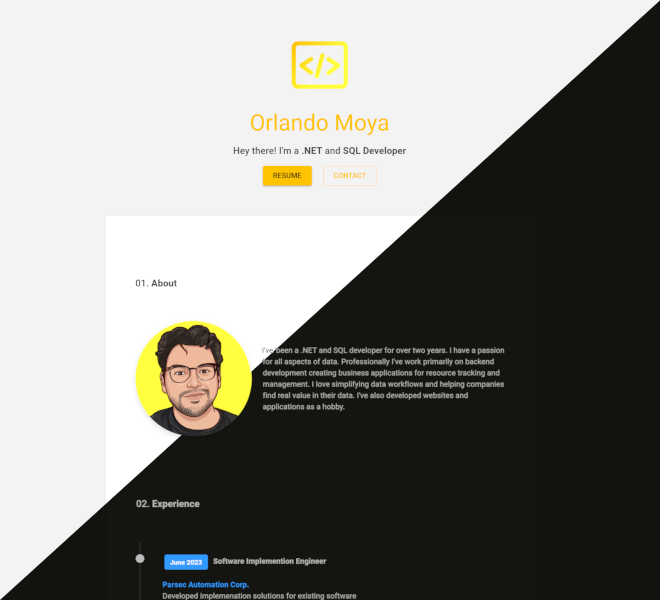 </>
Orlando Moya
Hey there! I'm a .NET and SQL Developer
RESUME CONTACT
01. About
I've been a .NET and SQL developer for over two years. I have a passion
for all aspects of data. Professionally I've work primarily on backend
development creating business applications for resource tracking and
management. I love simplifying data workflows and helping companies
find real value in their data. I've also developed websites and
applications as a hobby.
02. Experience
June 2023 Software Implemention Engineer
Parsec Automation Corp.
Developed implemenation solutions for existing software